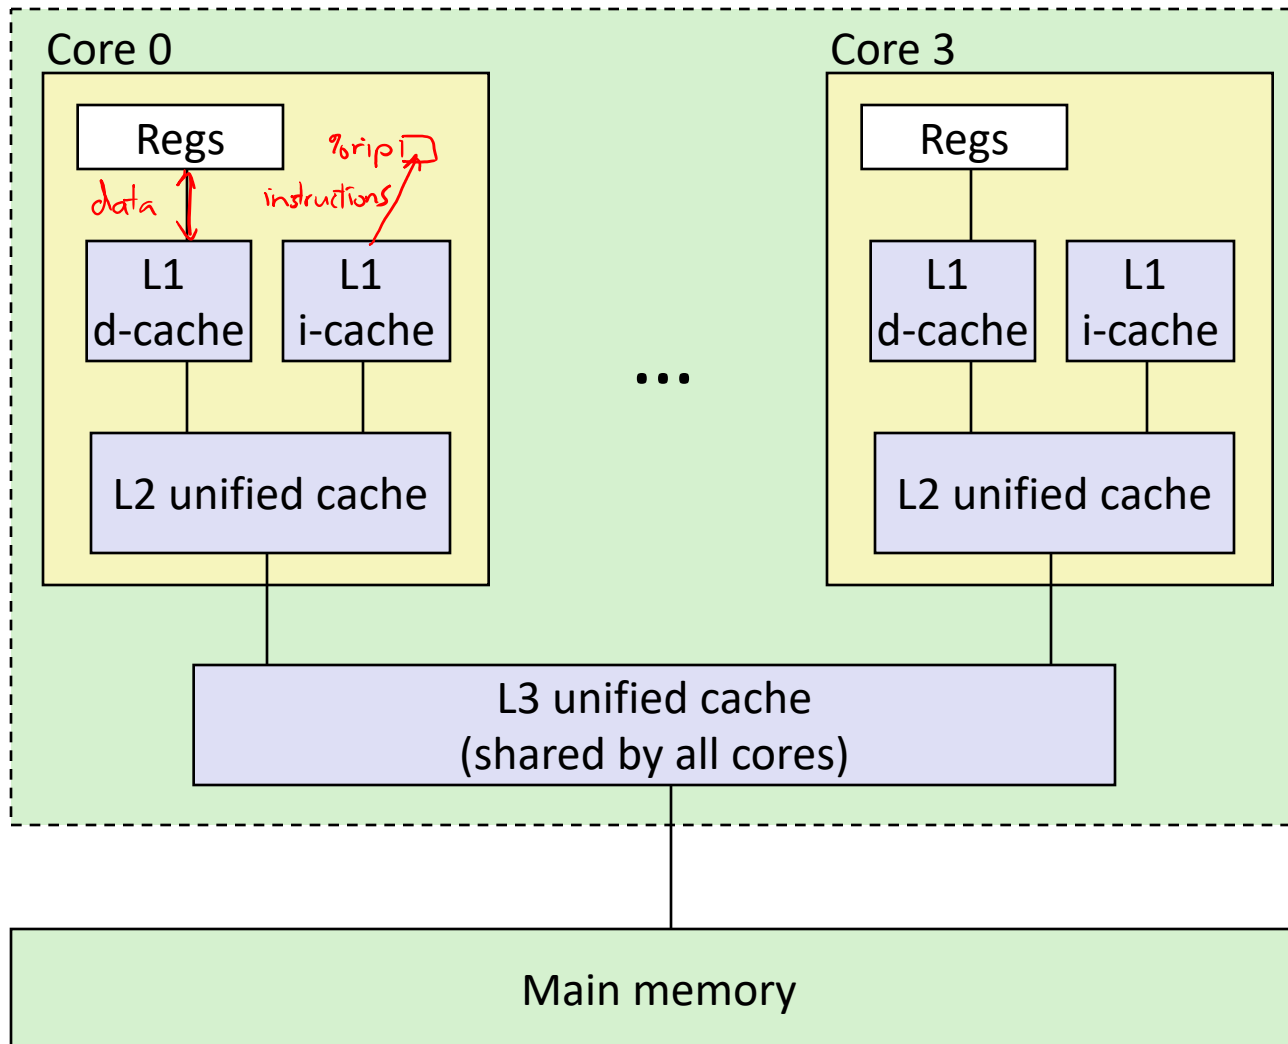 Core 0
Core 3
Regs
%rip
Regs
data
instructions
L1
d-cache
L1
i-cache
L1
d-cache
L1
i-cache
...
L2 unified cache
L2 unified cache
L3 unified cache
(shared by all cores)
Main memory